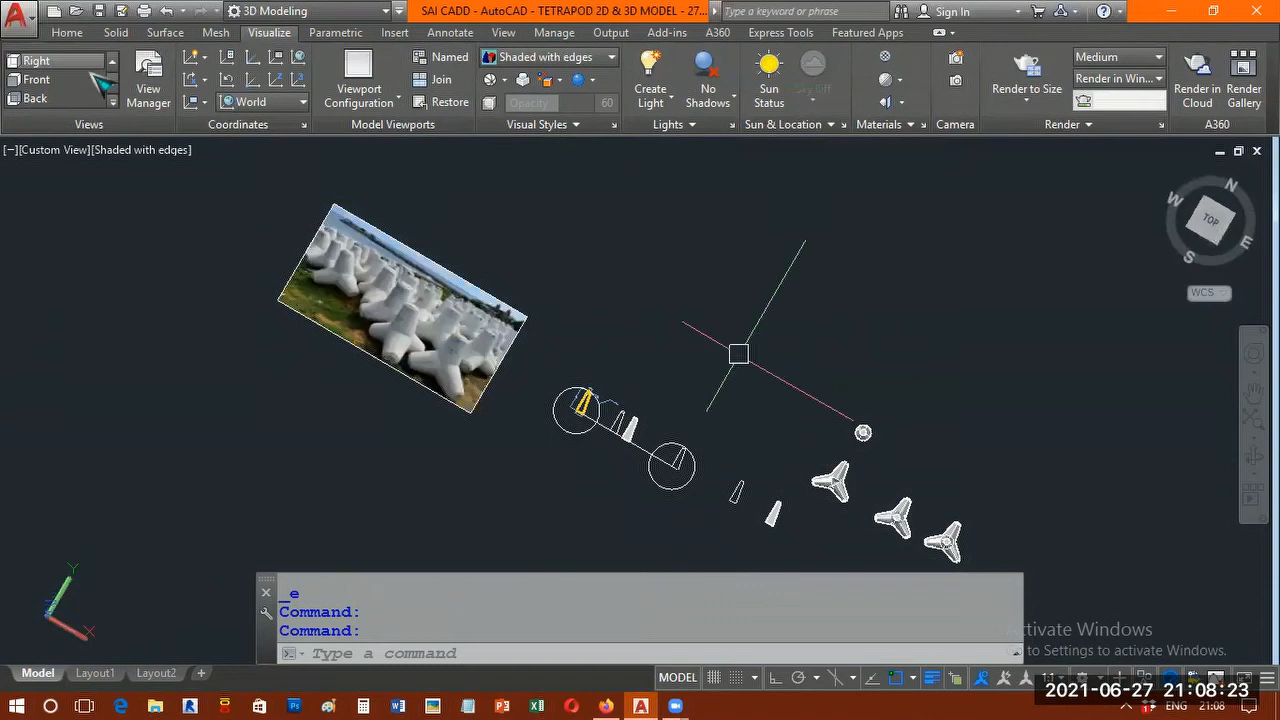 3D Modeling
SAI CADD - AutoCAD - TETRAPOD 2D & 3D MODEL - 27...
Type a keyword or phrase
Sign In
Home Solid Surface Mesh Visualize Parametric Insert Annotate View Manage Output Add-ins A360 Express Tools Featured Apps
Right
Front
Back
View
Manager
World
Viewport
Configuration
Named
Join
Restore
Shaded with edges
Opacity 60
Create
Light
No
Shadows
Sun
Status
Sky Off
Render to Size
Medium
Render in Win...
Render in
Cloud
Render
Gallery
Views Coordinates Model Viewports Visual Styles Lights Sun & Location Materials Camera Render A360
[−][Custom View][Shaded with edges]
N
W
TOP
E
S
WCS
Y
X
_e
Command:
Command:
Type a command
Activate Windows
Go to Settings to activate Windows.
Model Layout1 Layout2 +
MODEL
2021-06-27 21:08:23
ENG 21:08